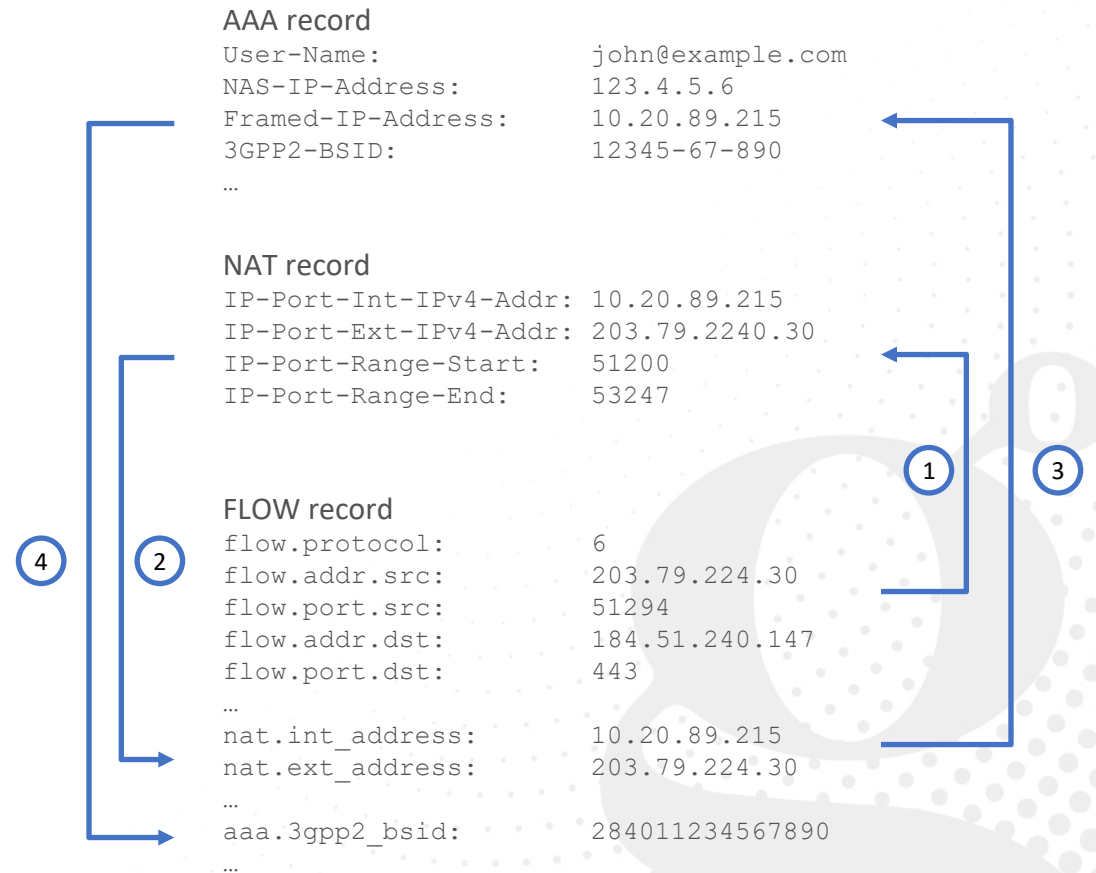 AAA record
User-Name: john@example.com
NAS-IP-Address: 123.4.5.6
Framed-IP-Address: 10.20.89.215
3GPP2-BSID: 12345-67-890
…
NAT record
IP-Port-Int-IPv4-Addr: 10.20.89.215
IP-Port-Ext-IPv4-Addr: 203.79.2240.30
IP-Port-Range-Start: 51200
IP-Port-Range-End: 53247
1
3
FLOW record
flow.protocol: 6
4
2
flow.addr.src: 203.79.224.30
flow.port.src: 51294
flow.addr.dst: 184.51.240.147
flow.port.dst: 443
…
nat.int_address: 10.20.89.215
nat.ext_address: 203.79.224.30
…
aaa.3gpp2_bsid: 284011234567890
…